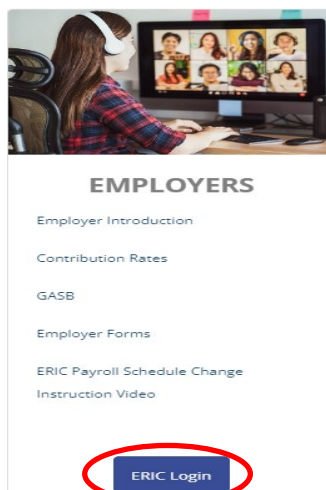 EMPLOYERS
Employer Introduction
Contribution Rates
GASB
Employer Forms
ERIC Payroll Schedule Change
Instruction Video
ERIC Login